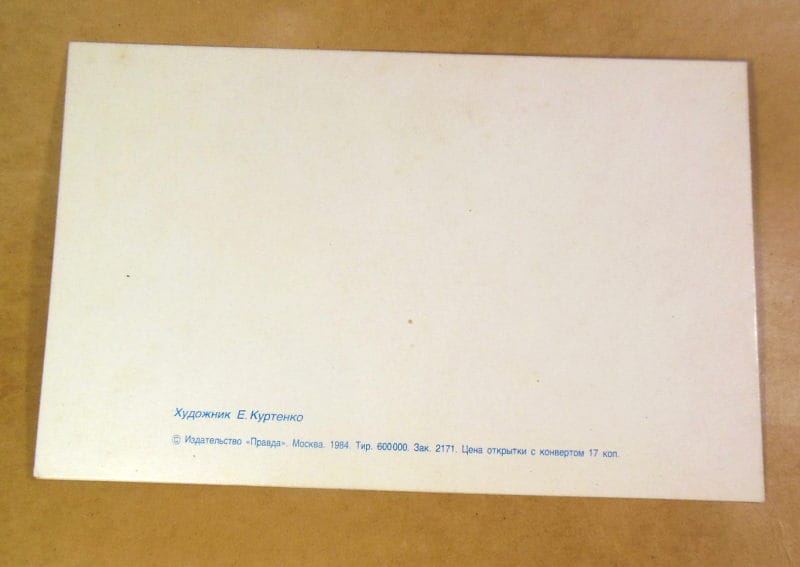 Художник Е. Куртенко
© Издательство «Правда». Москва. 1984. Тир. 600000. Зак. 2171. Цена открытки с конвертом 17 коп.